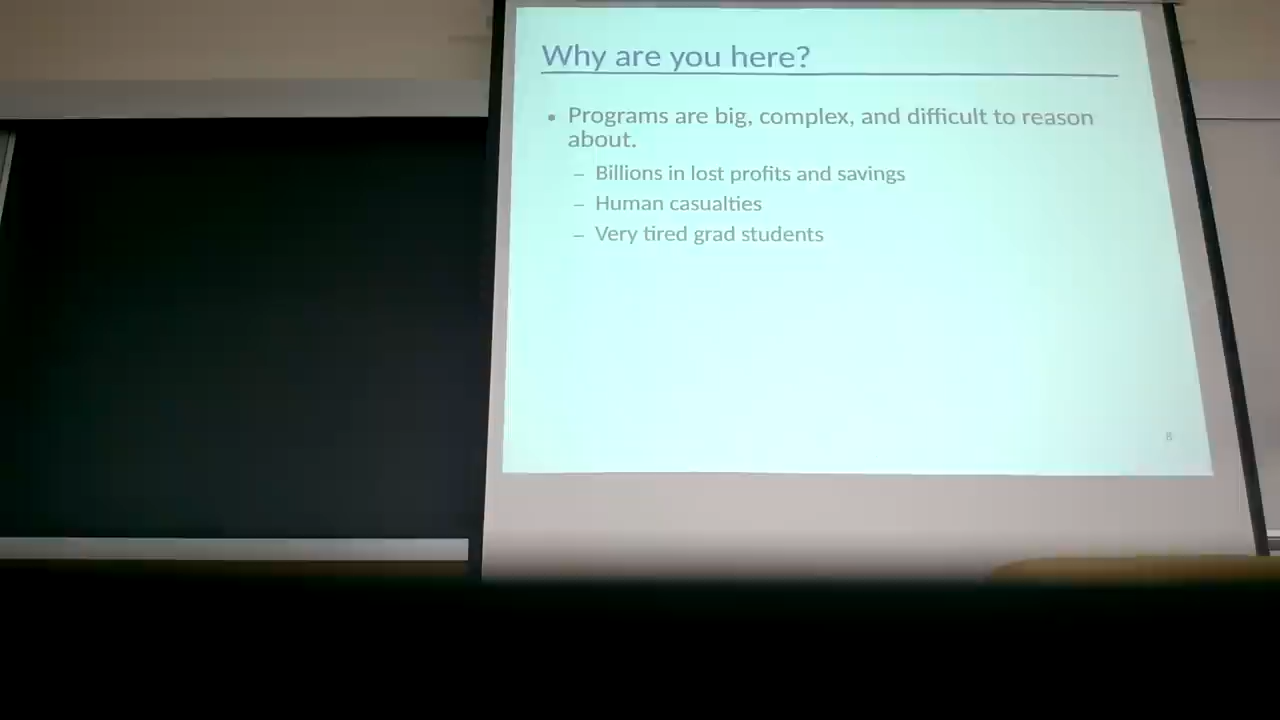 Why are you here?
• Programs are big, complex, and difficult to reason
about.
– Billions in lost profits and savings
– Human casualties
– Very tired grad students
8